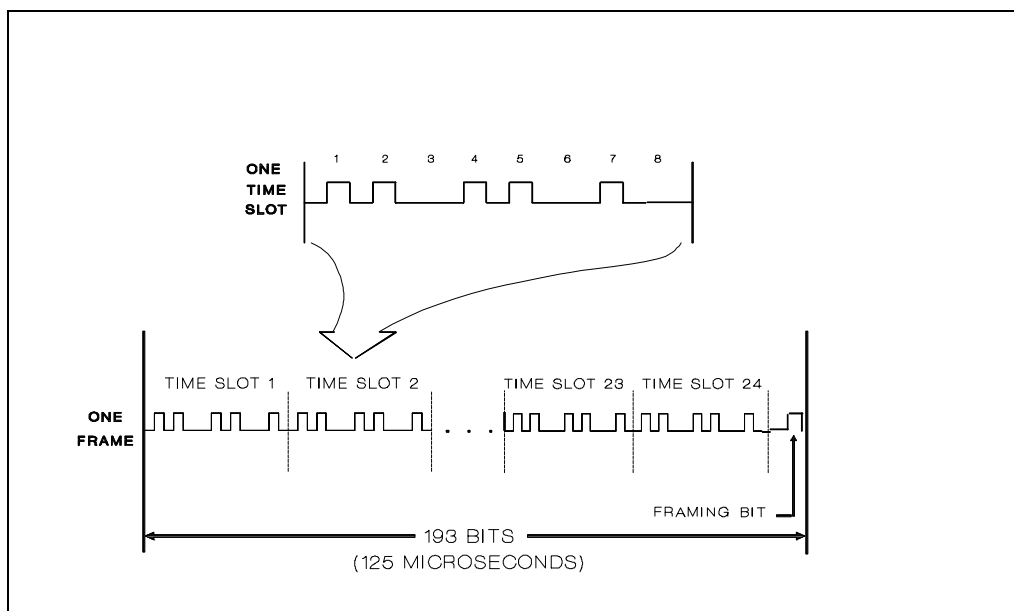 1 2 3 4 5 6 7 8
ONE
TIME
SLOT
TIME SLOT 1 TIME SLOT 2 TIME SLOT 23 TIME SLOT 24
ONE
FRAME
. . . .
FRAMING BIT
193 BITS
(125 MICROSECONDS)